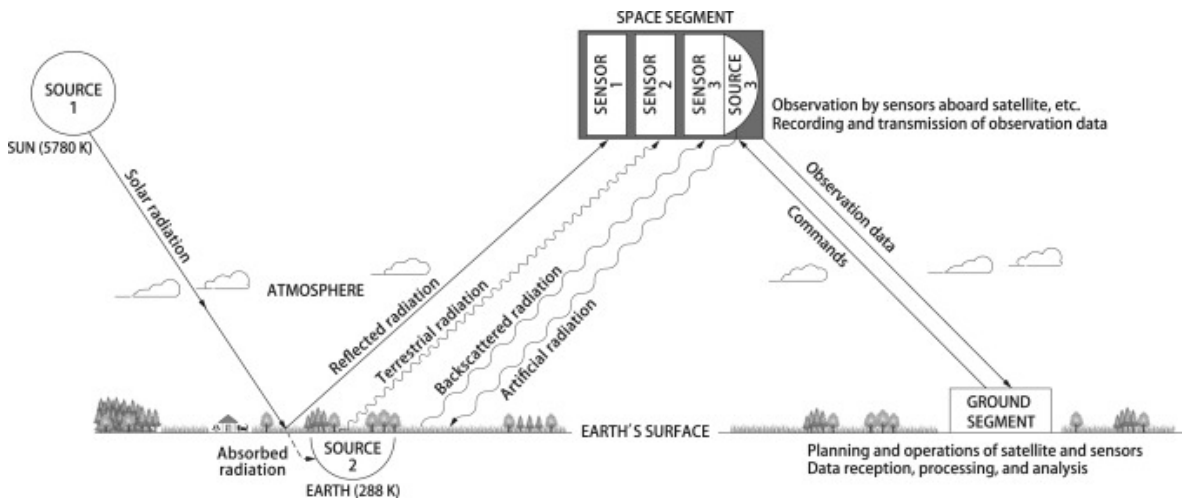 SPACE SEGMENT
SOURCE
1
SUN (5780 K)
SENSOR
1
SENSOR
2
SENSOR
3
SOURCE
3
Observation by sensors aboard satellite, etc.
Recording and transmission of observation data
Solar radiation
ATMOSPHERE
Reflected radiation
Terrestrial radiation
Backscattered radiation
Artificial radiation
Observation data
Commands
Absorbed
radiation
SOURCE
2
EARTH (288 K)
EARTH´S SURFACE
GROUND
SEGMENT
Planning and operations of satellite and sensors
Data reception, processing, and analysis